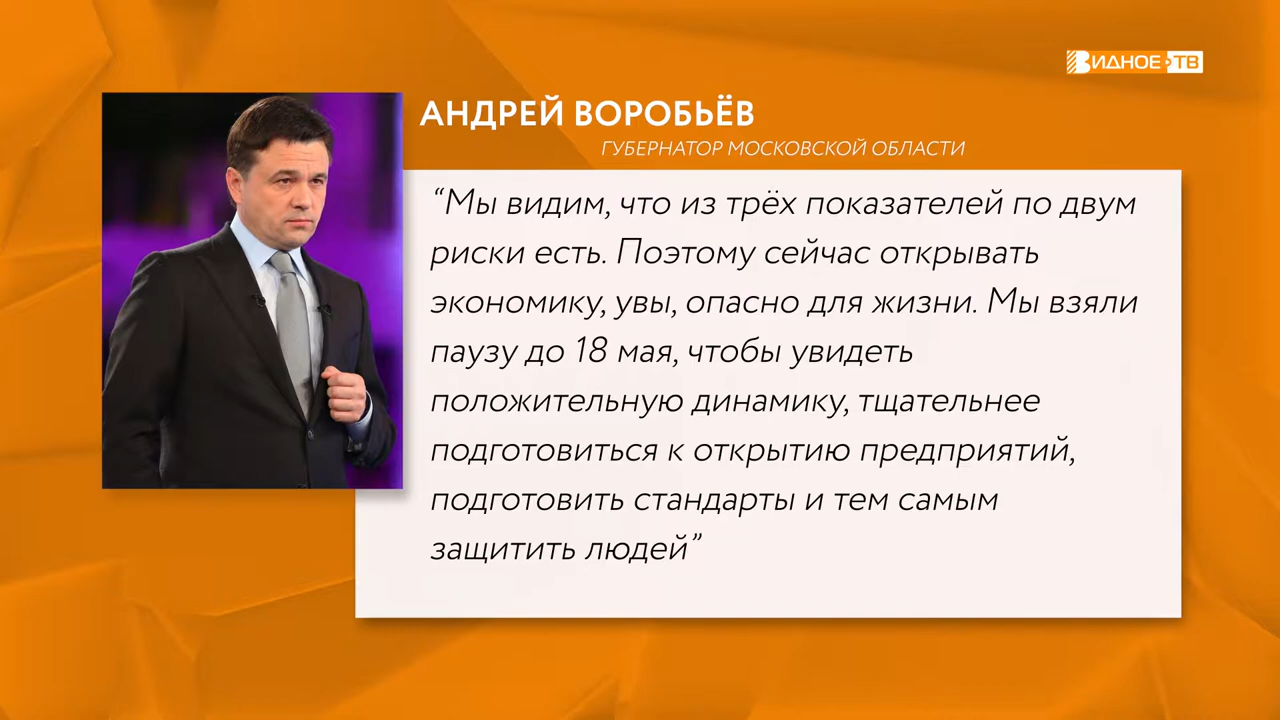 ВИДНОЕ ТВ
АНДРЕЙ ВОРОБЬЁВ
ГУБЕРНАТОР МОСКОВСКОЙ ОБЛАСТИ
“Мы видим, что из трёх показателей по двум
риски есть. Поэтому сейчас открывать
экономику, увы, опасно для жизни. Мы взяли
паузу до 18 мая, чтобы увидеть
положительную динамику, тщательнее
подготовиться к открытию предприятий,
подготовить стандарты и тем самым
защитить людей”